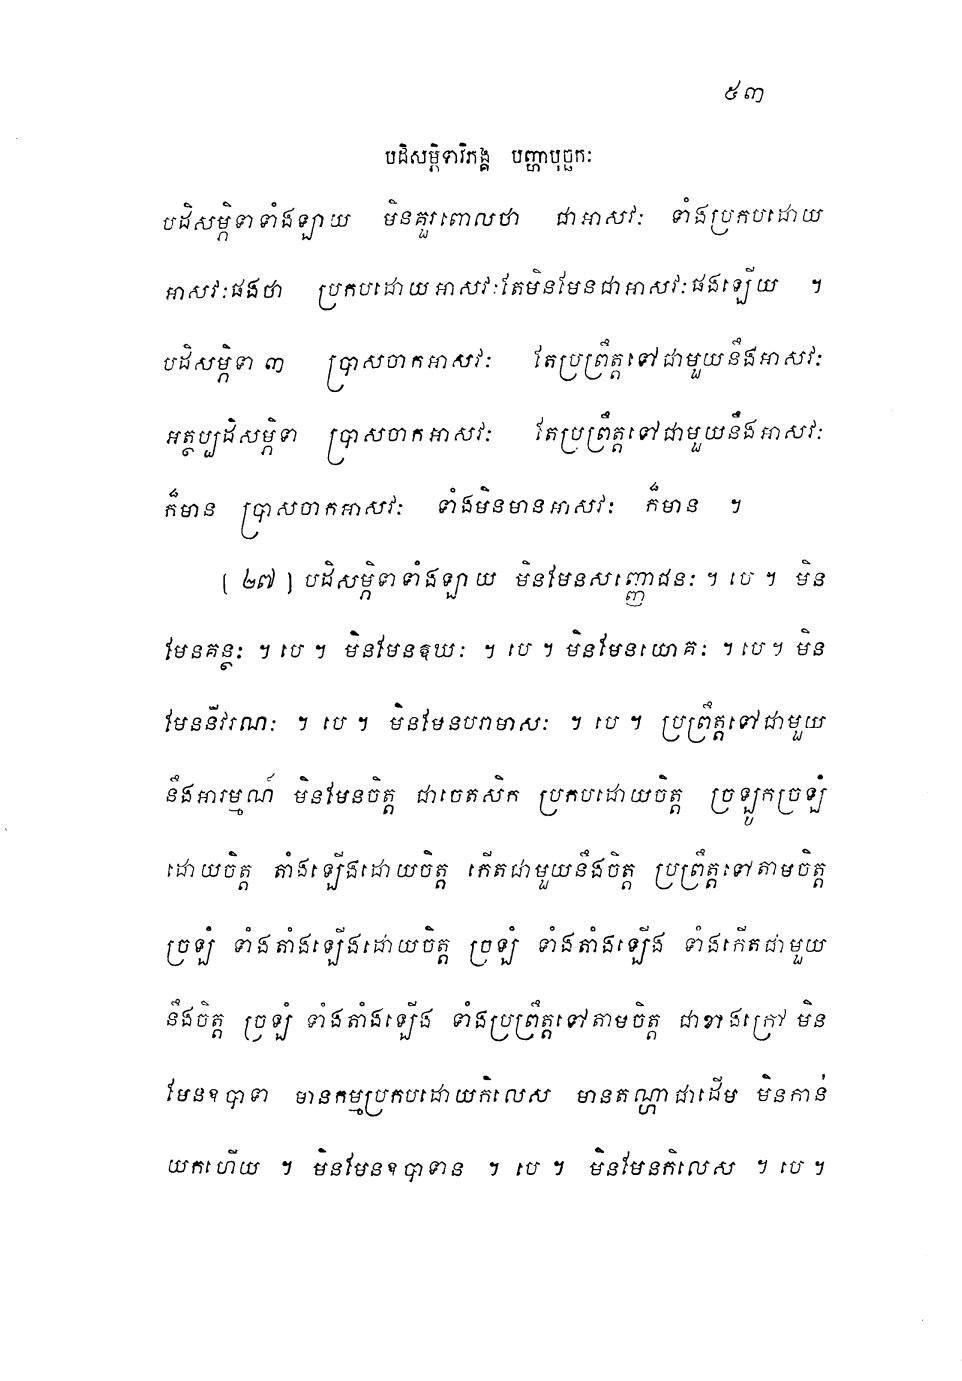 ៥៣
បដិសម្ភិទាវិភង្គ បញ្ហាបុច្ឆកៈ
បដិសម្ភិទាទាំងឡាយ មិនគួរពោលថា ជាអាសវៈ ទាំងប្រកបដោយ
អាសវៈផងថា ប្រកបដោយអាសវៈតែមិនមែនជាអាសវៈផងឡើយ ។
បដិសម្ភិទា ៣ ប្រាសចាកអាសវៈ តែប្រព្រឹត្តទៅជាមួយនឹងអាសវៈ
អត្ថប្បដិសម្ភិទា ប្រាសចាកអាសវៈ តែប្រព្រឹត្តទៅជាមួយនឹងអាសវៈ
ក៏មាន ប្រាសចាកអាសវៈ ទាំងមិនមានអាសវៈ ក៏មាន ។
[ ២៧ ] បដិសម្ភិទាទាំងឡាយ មិនមែនសញ្ញោជនៈ ។ បេ ។ មិន
មែនគន្ថៈ ។ បេ ។ មិនមែនឱឃៈ ។ បេ ។ មិនមែនយោគៈ ។ បេ ។ មិន
មែននីវរណៈ ។ បេ ។ មិនមែនបរាមាសៈ ។ បេ ។ ប្រព្រឹត្តទៅជាមួយ
នឹងអារម្មណ៍ មិនមែនចិត្ត ជាចេតសិក ប្រកបដោយចិត្ត ច្រឡូកច្រឡំ
ដោយចិត្ត តាំងឡើងដោយចិត្ត កើតជាមួយនឹងចិត្ត ប្រព្រឹត្តទៅតាមចិត្ត
ច្រឡំ ទាំងតាំងឡើងដោយចិត្ត ច្រឡំ ទាំងតាំងឡើង ទាំងកើតជាមួយ
នឹងចិត្ត ច្រឡំ ទាំងតាំងឡើង ទាំងប្រព្រឹត្តទៅតាមចិត្ត ជាខាងក្រៅ មិន
មែនឧបាទា មានកម្មប្រកបដោយកិលេស មានតណ្ហាជាដើម មិនកាន់
យកហើយ ។ មិនមែនឧបាទាន ។ បេ ។ មិនមែនកិលេស ។ បេ ។